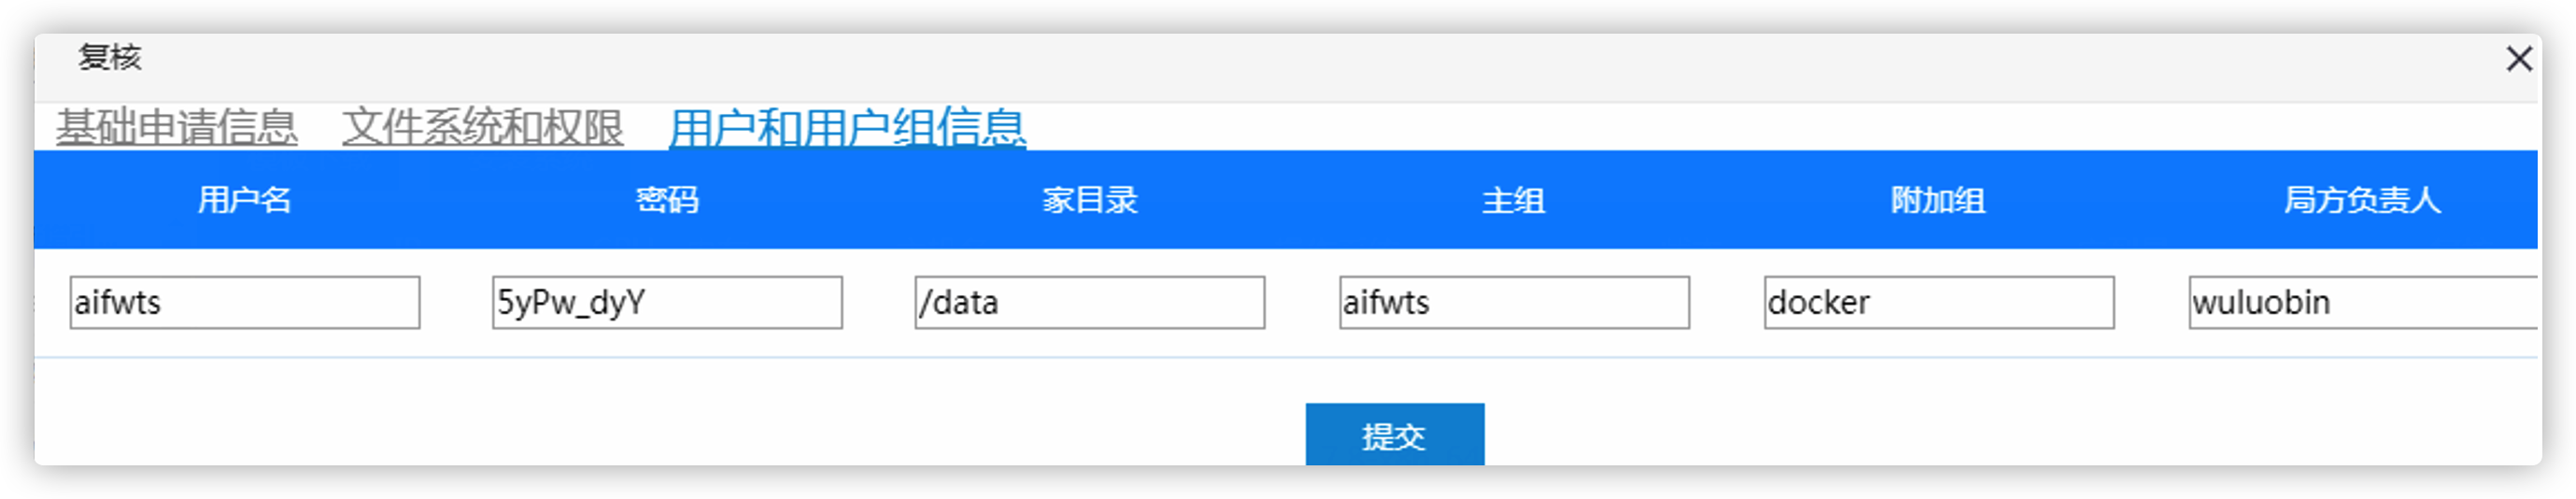 复核
基础申请信息 文件系统和权限 用户和用户组信息
用户名 密码 家目录 主组 附加组 局方负责人
aifwts 5yPw_dyY /data aifwts docker wuluobin
提交